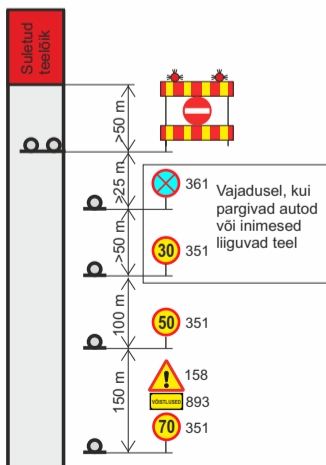 Suletud
teelõik
>50 m
>25 m
361
Vajadusel, kui
pargivad autod
või inimesed
liiguvad teel
>50 m
30 351
100 m
50 351
150 m
158
VÕISTLUSED 893
70 351